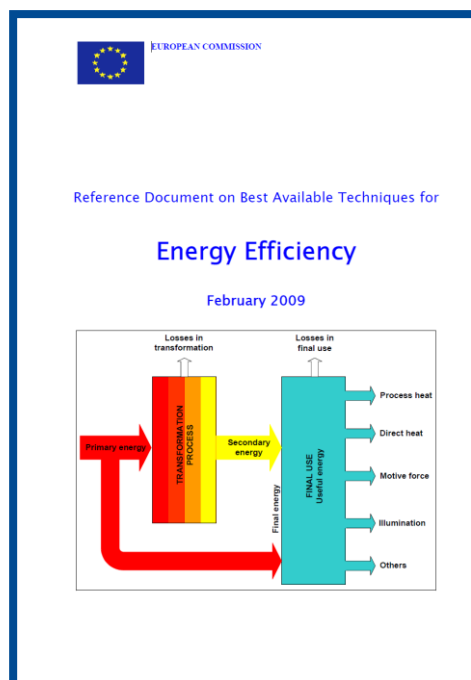 EUROPEAN COMMISSION
Reference Document on Best Available Techniques for
Energy Efficiency
February 2009
Losses in
transformation
Losses in
final use
Primary energy
TRANSFORMATION
PROCESS
Secondary
energy
Final energy
FINAL USE
Useful energy
Process heat
Direct heat
Motive force
Illumination
Others